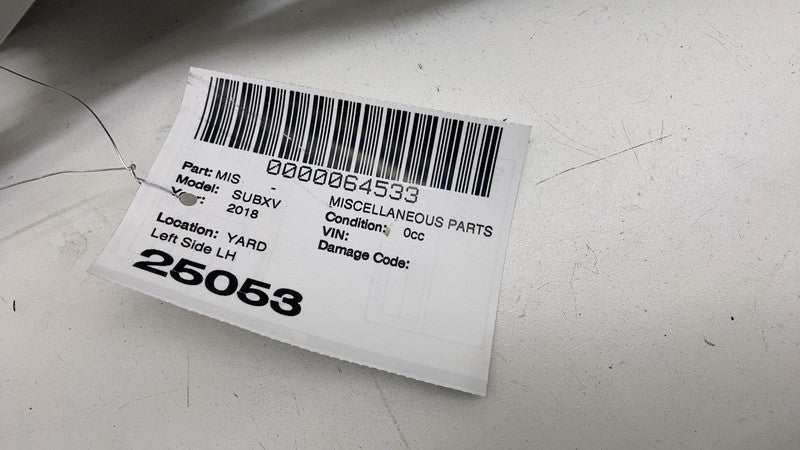 0000064533
Part: MIS - MISCELLANEOUS PARTS
Model: SUBXV Condition: 0cc
Year: 2018 VIN:
Damage Code:
Location: YARD
Left Side LH
25053